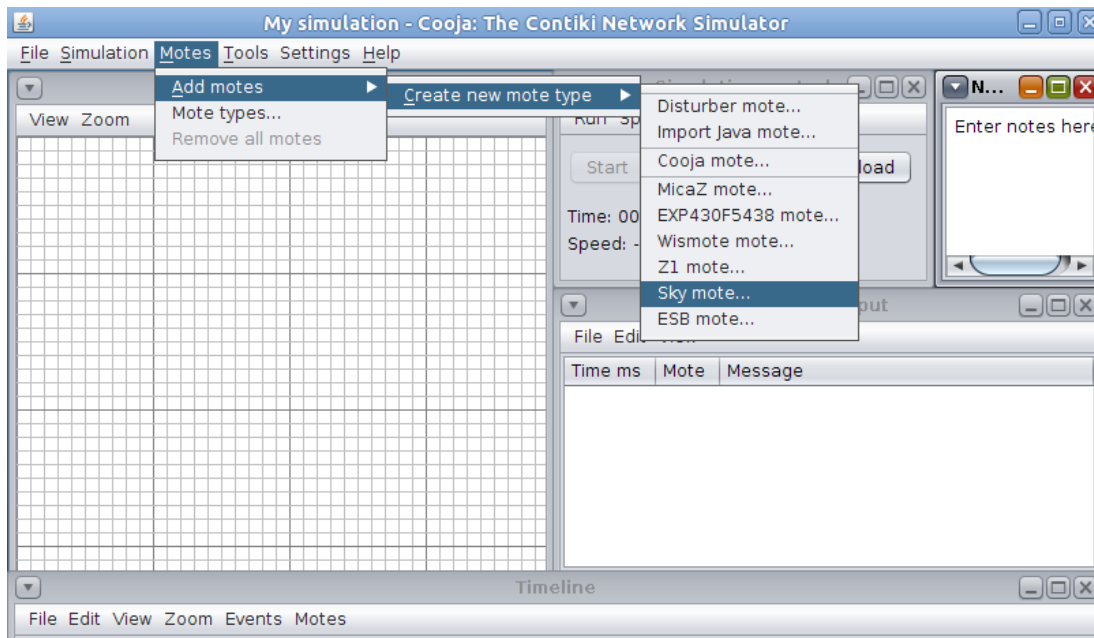 My simulation - Cooja: The Contiki Network Simulator
File Simulation Motes Tools Settings Help
Add motes
Mote types...
Remove all motes
Create new mote type
Disturber mote...
Import Java mote...
Cooja mote...
MicaZ mote...
EXP430F5438 mote...
Wismote mote...
Z1 mote...
Sky mote...
ESB mote...
View Zoom
Run
Start
Time: 00
Speed: -
N...
Enter notes here
File
View
Time ms Mote Message
Timeline
File Edit View Zoom Events Motes